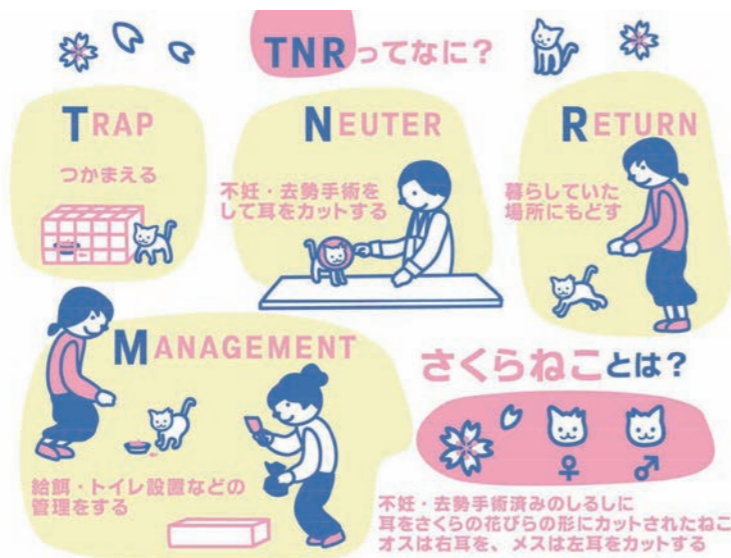 TNRってなに?
TRAP
つかまえる
NEUTER
不妊・去勢手術を
して耳をカットする
RETURN
暮らしていた
場所にもどす
MANAGEMENT
給餌・トイレ設置などの
管理をする
さくらねことは?
♀ ♂
不妊・去勢手術済みのしるしに
耳をさくらの花びらの形にカットされたねこ
オスは右耳を、メスは左耳をカットする